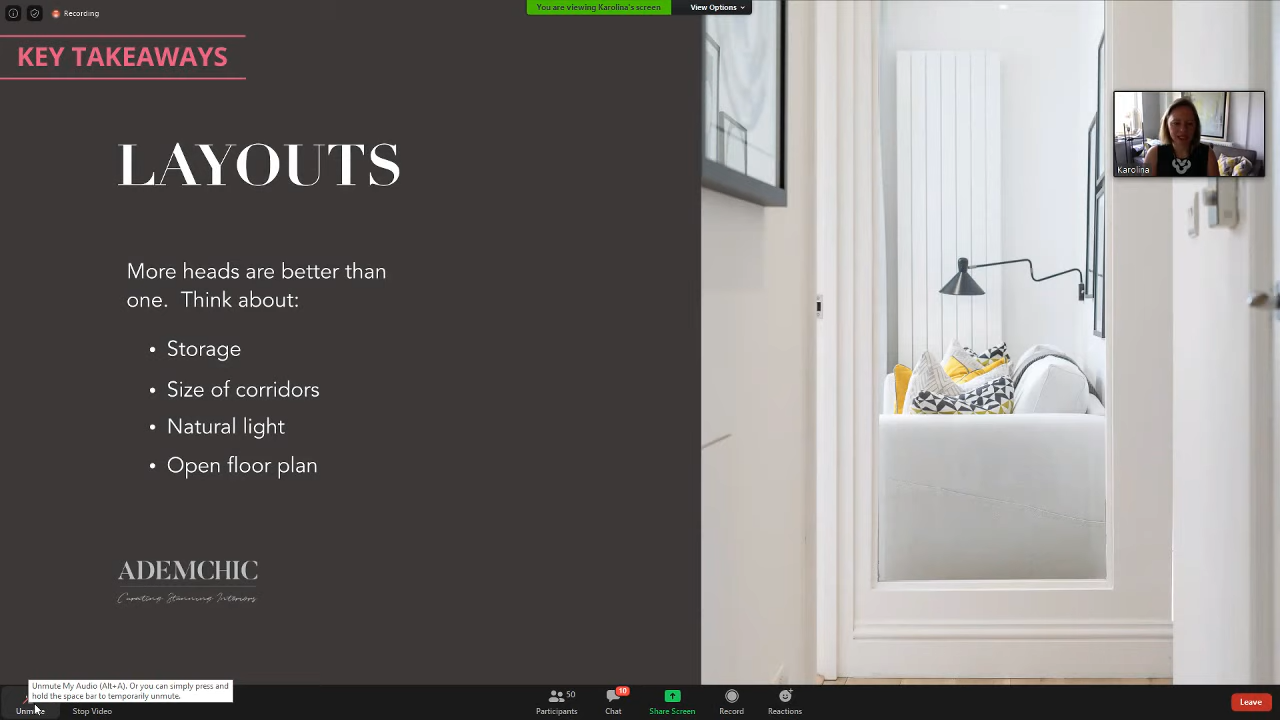 Recording
You are viewing Karolina's screen
View Options
KEY TAKEAWAYS
LAYOUTS
Karolina
More heads are better than
one. Think about:
• Storage
• Size of corridors
• Natural light
• Open floor plan
ADEMCHIC
Curating Stunning Interiors
Unmute My Audio (Alt+A). Or you can simply press and
hold the space bar to temporarily unmute.
Unmute
Stop Video
50
Participants
10
Chat
Share Screen
Record
Reactions
Leave